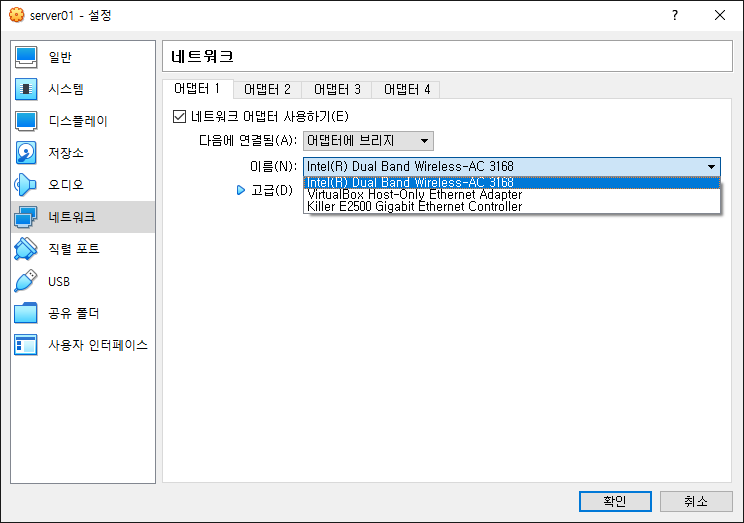 server01 - 설정
?
일반
시스템
디스플레이
저장소
오디오
네트워크
직렬 포트
USB
공유 폴더
사용자 인터페이스
네트워크
어댑터 1 어댑터 2 어댑터 3 어댑터 4
네트워크 어댑터 사용하기(E)
다음에 연결됨(A): 어댑터에 브리지
이름(N): Intel(R) Dual Band Wireless-AC 3168
Intel(R) Dual Band Wireless-AC 3168
고급(D) VirtualBox Host-Only Ethernet Adapter
Killer E2500 Gigabit Ethernet Controller
확인 취소